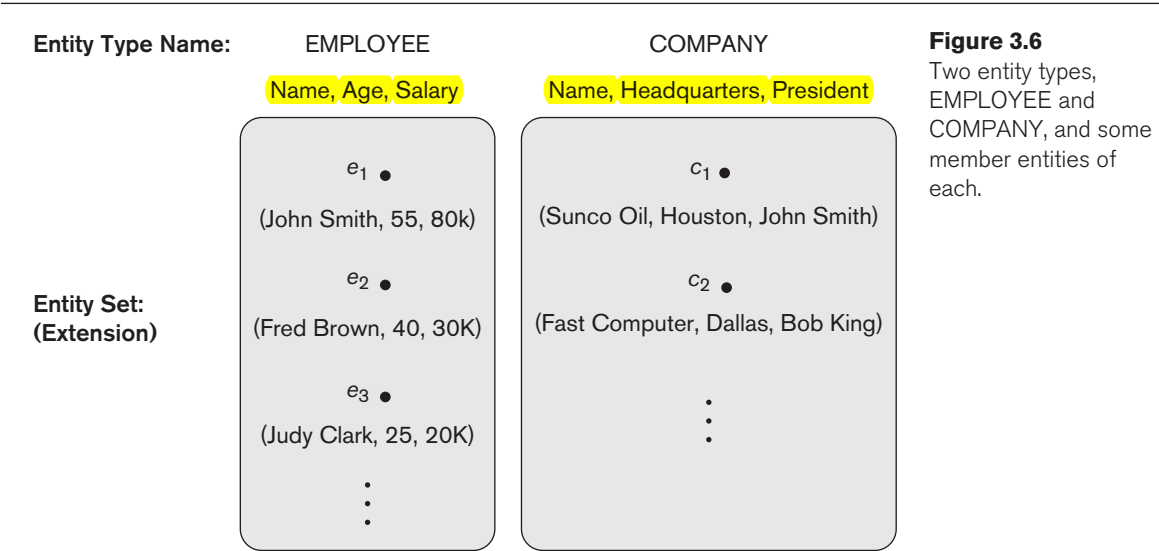 Entity Type Name: EMPLOYEE COMPANY
Name, Age, Salary Name, Headquarters, President
e1 c1
(John Smith, 55, 80k) (Sunco Oil, Houston, John Smith)
e2 c2
Entity Set:
(Extension)
(Fred Brown, 40, 30K) (Fast Computer, Dallas, Bob King)
e3
(Judy Clark, 25, 20K)
Figure 3.6
Two entity types,
EMPLOYEE and
COMPANY, and some
member entities of
each.